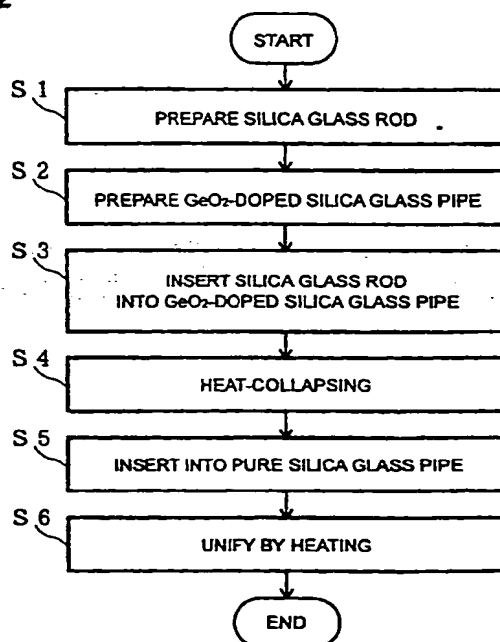 START
S 1
PREPARE SILICA GLASS ROD
S 2
PREPARE GeO₂-DOPED SILICA GLASS PIPE
S 3
INSERT SILICA GLASS ROD
INTO GeO₂-DOPED SILICA GLASS PIPE
S 4
HEAT-COLLAPSING
S 5
INSERT INTO PURE SILICA GLASS PIPE
S 6
UNIFY BY HEATING
END